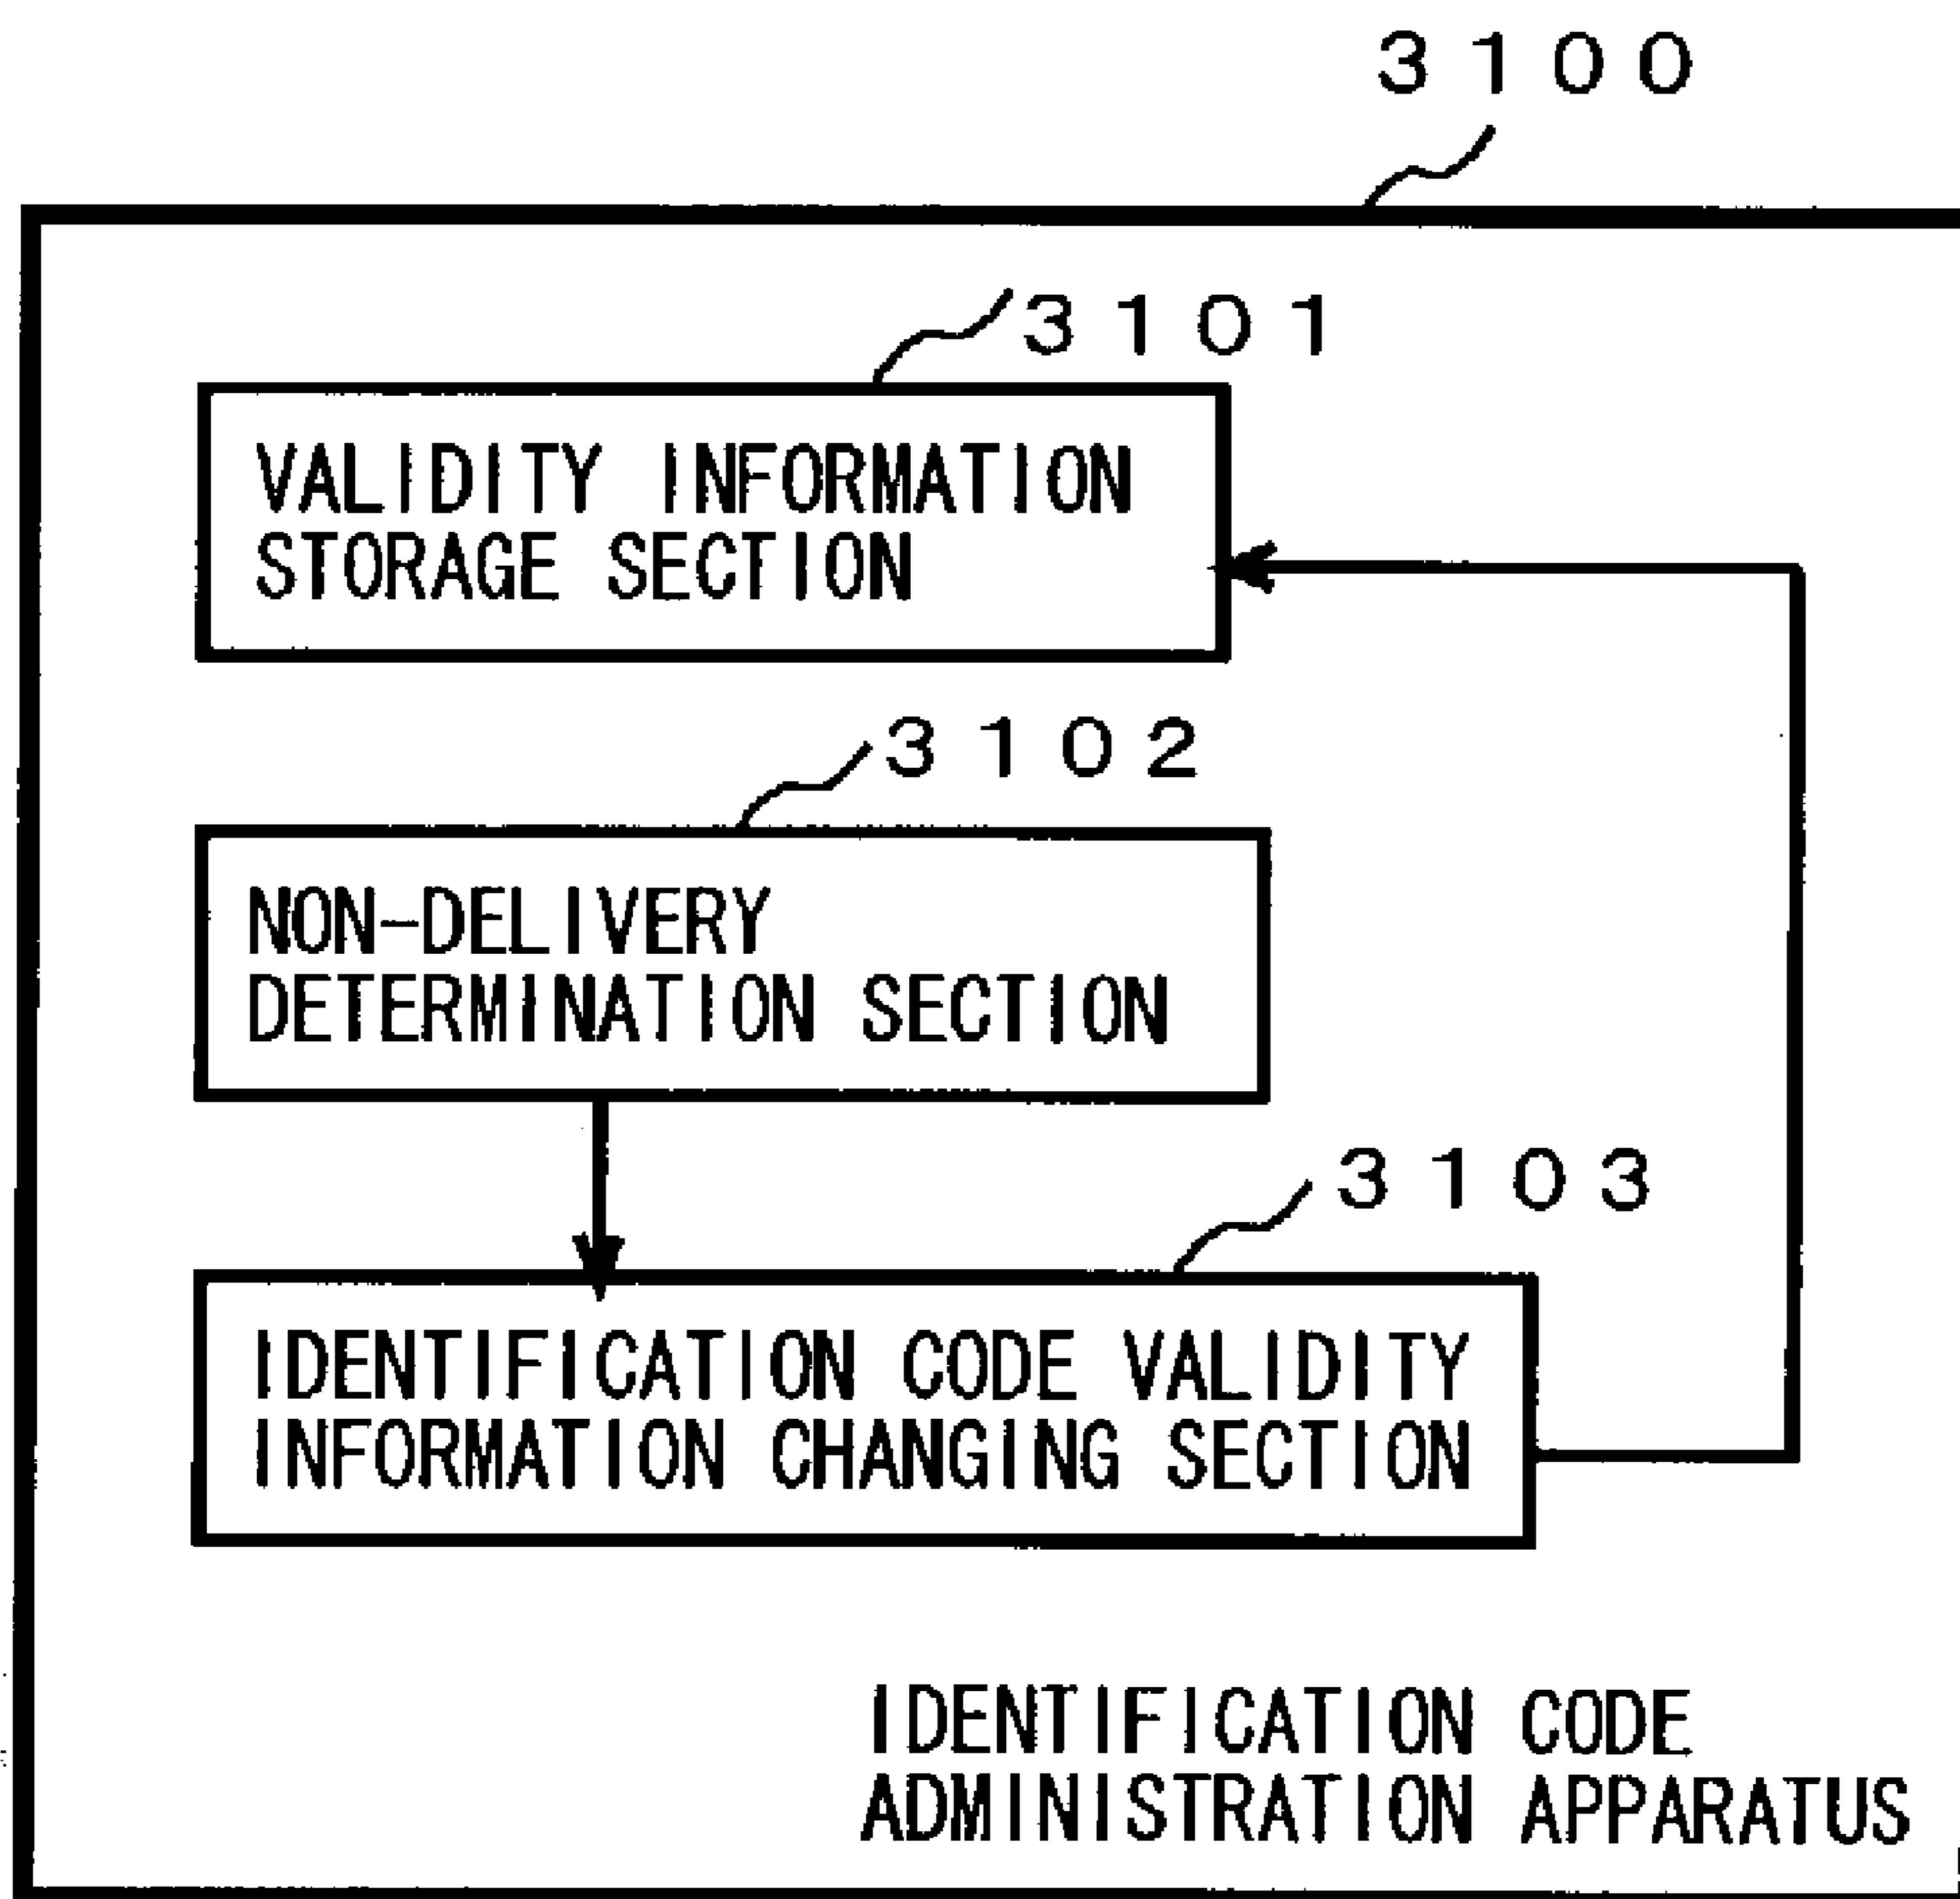 3100
3101
VALIDITY INFORMATION
STORAGE SECTION
3102
NON-DELIVERY
DETERMINATION SECTION
3103
IDENTIFICATION CODE VALIDITY
INFORMATION CHANGING SECTION
IDENTIFICATION CODE
ADMINISTRATION APPARATUS